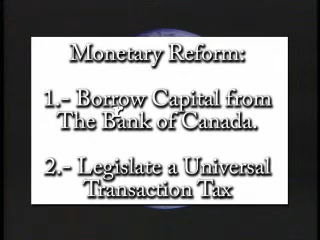 Monetary Reform:
1.- Borrow Capital from
The Bank of Canada.
2.- Legislate a Universal
Transaction Tax